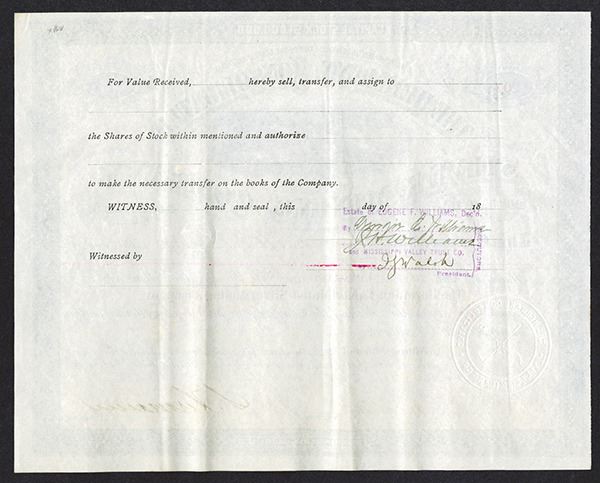 For Value Received, hereby sell, transfer, and assign to
the Shares of Stock within mentioned and authorize
to make the necessary transfer on the books of the Company.
WITNESS, hand and seal, this day of 18
Estate of EUGENE F. WILLIAMS, Dec'd.
By
J H Williams
and MISSISSIPPI VALLEY TRUST CO.
J Walsh
President.
Witnessed by